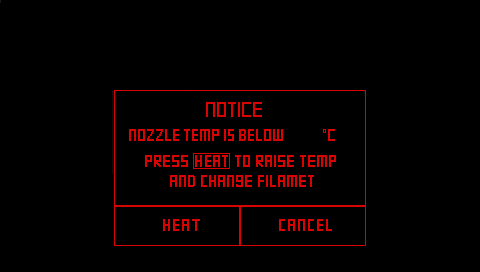 NOTICE
NOZZLE TEMP IS BELOW °C
PRESS HEAT TO RAISE TEMP
AND CHANGE FILAMET
HEAT CANCEL